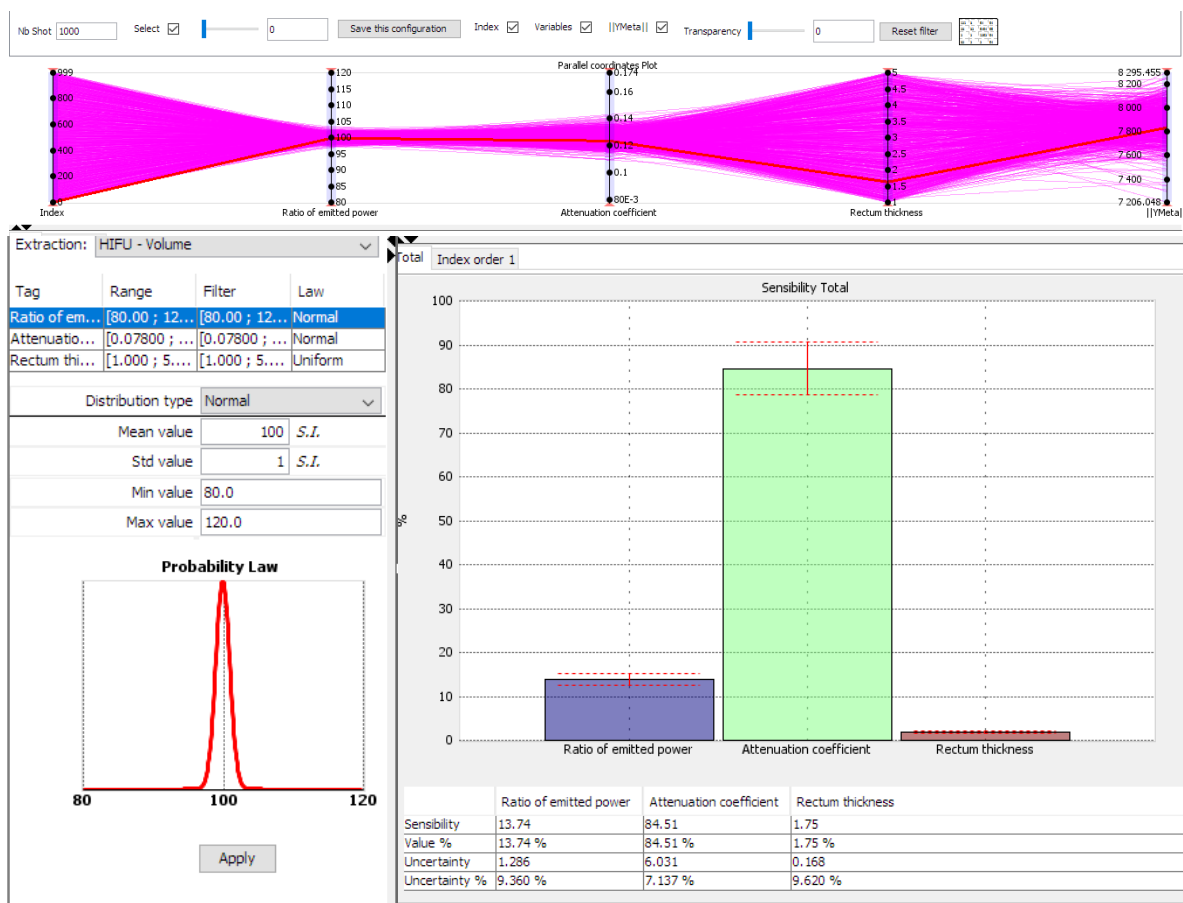 Nb Shot 1000 Select 0 Save this configuration Index Variables ||YMeta|| Transparency 0 Reset filter
Parallel coordinates Plot
999 120 0.174 5 8 295.455
115 0.16 4.5 8 200
800 110 4 8 000
600 105 0.14 3.5
100 3 7 800
400 95 0.12 2.5 7 600
90 0.1 2
200 85 1.5 7 400
0 80 80E-3 1 7 206.048
Index Ratio of emitted power Attenuation coefficient Rectum thickness ||YMeta|
Extraction: HIFU - Volume
Tag Range Filter Law
Ratio of em... [80.00 ; 12... [80.00 ; 12... Normal
Attenuatio... [0.07800 ; ... [0.07800 ; ... Normal
Rectum thi... [1.000 ; 5.... [1.000 ; 5.... Uniform
Distribution type Normal
Mean value 100 S.I.
Std value 1 S.I.
Min value 80.0
Max value 120.0
Probability Law
80 100 120
Apply
Total Index order 1
Sensibility Total
100
90
80
70
60
%
50
40
30
20
10
0
Ratio of emitted power Attenuation coefficient Rectum thickness
Ratio of emitted power Attenuation coefficient Rectum thickness
Sensibility 13.74 84.51 1.75
Value % 13.74 % 84.51 % 1.75 %
Uncertainty 1.286 6.031 0.168
Uncertainty % 9.360 % 7.137 % 9.620 %